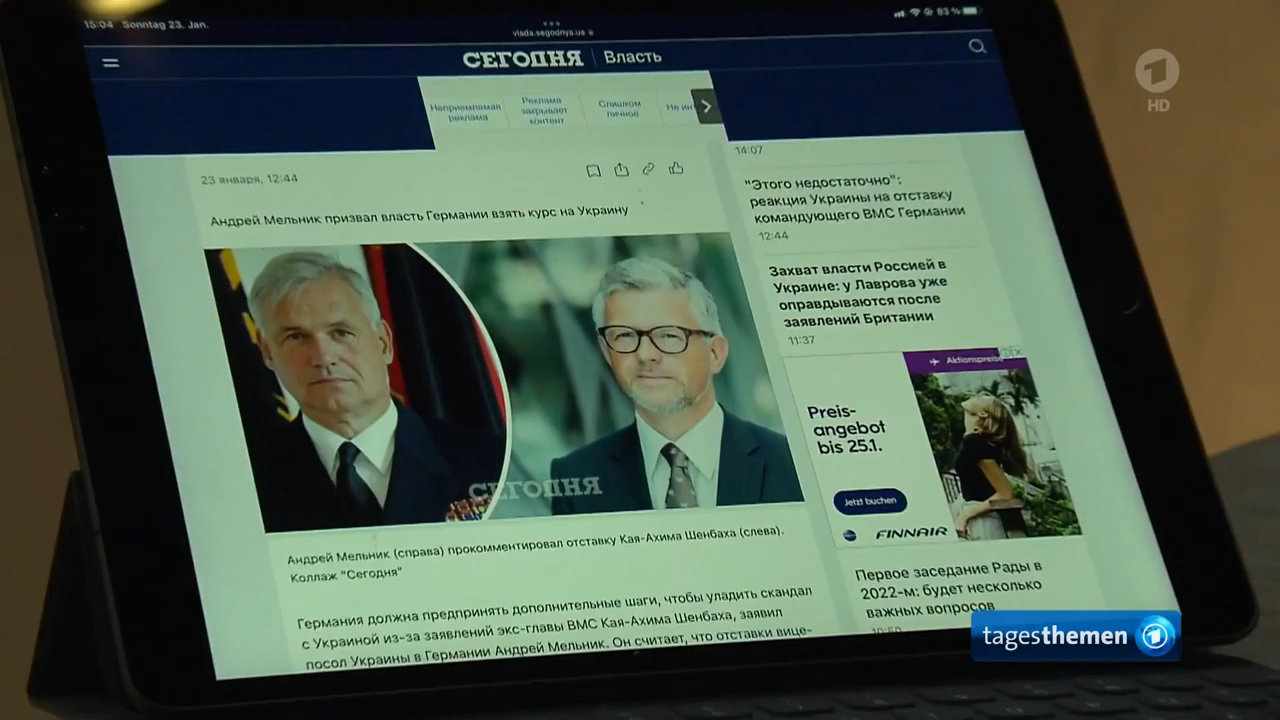 15:04 Sonntag 23. Jan.
vlada.segodnya.ua
83 %
СЕГОДНЯ Власть
Неприемлемая
реклама
Реклама
закрывает
контент
Слишком
личное
Не ин
23 января, 12:44
Андрей Мельник призвал власть Германии взять курс на Украину
СЕГОДНЯ
Андрей Мельник (справа) прокомментировал отставку Кая-Ахима Шенбаха (слева).
Коллаж "Сегодня"
Германия должна предпринять дополнительные шаги, чтобы уладить скандал
с Украиной из-за заявлений экс-главы ВМС Кая-Ахима Шенбаха, заявил
посол Украины в Германии Андрей Мельник. Он считает, что отставки вице-
14:07
"Этого недостаточно":
реакция Украины на отставку
командующего ВМС Германии
12:44
Захват власти Россией в
Украине: у Лаврова уже
оправдываются после
заявлений Британии
11:37
Aktionspreise
Preis-
angebot
bis 25.1.
Jetzt buchen
FINNAIR
Первое заседание Рады в
2022-м: будет несколько
важных вопросов
1 HD
tagesthemen 1